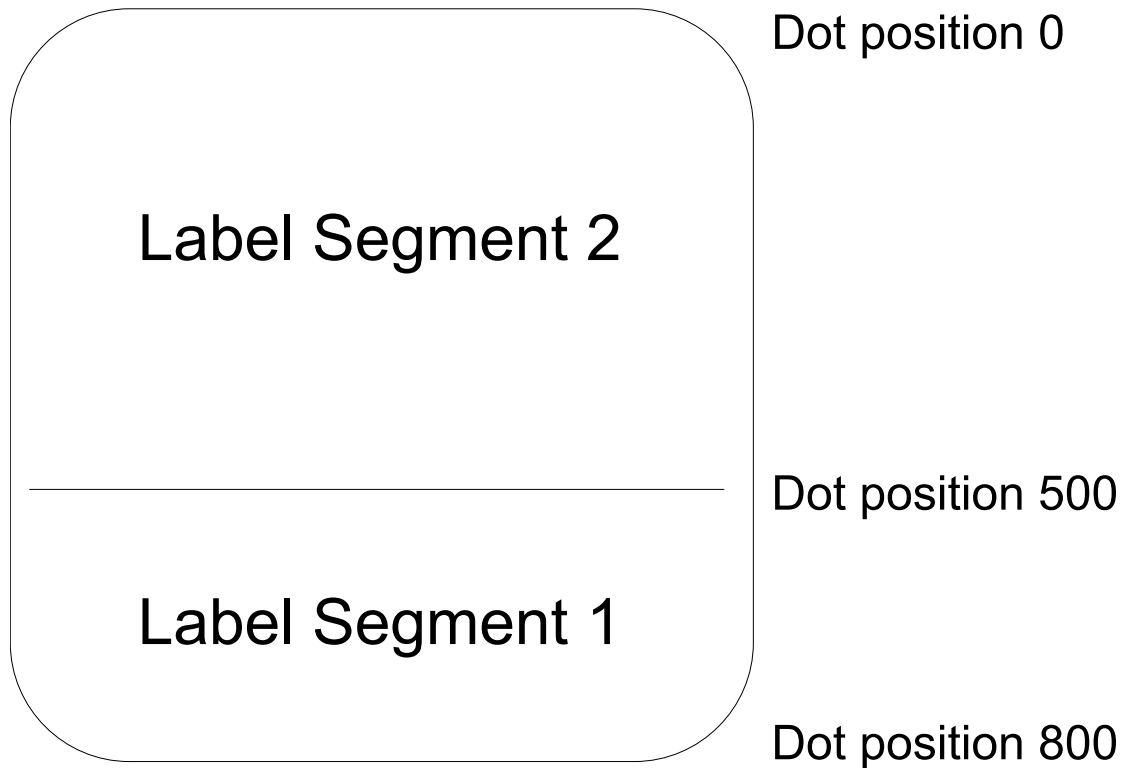 Dot position 0
Label Segment 2
Dot position 500
Label Segment 1
Dot position 800